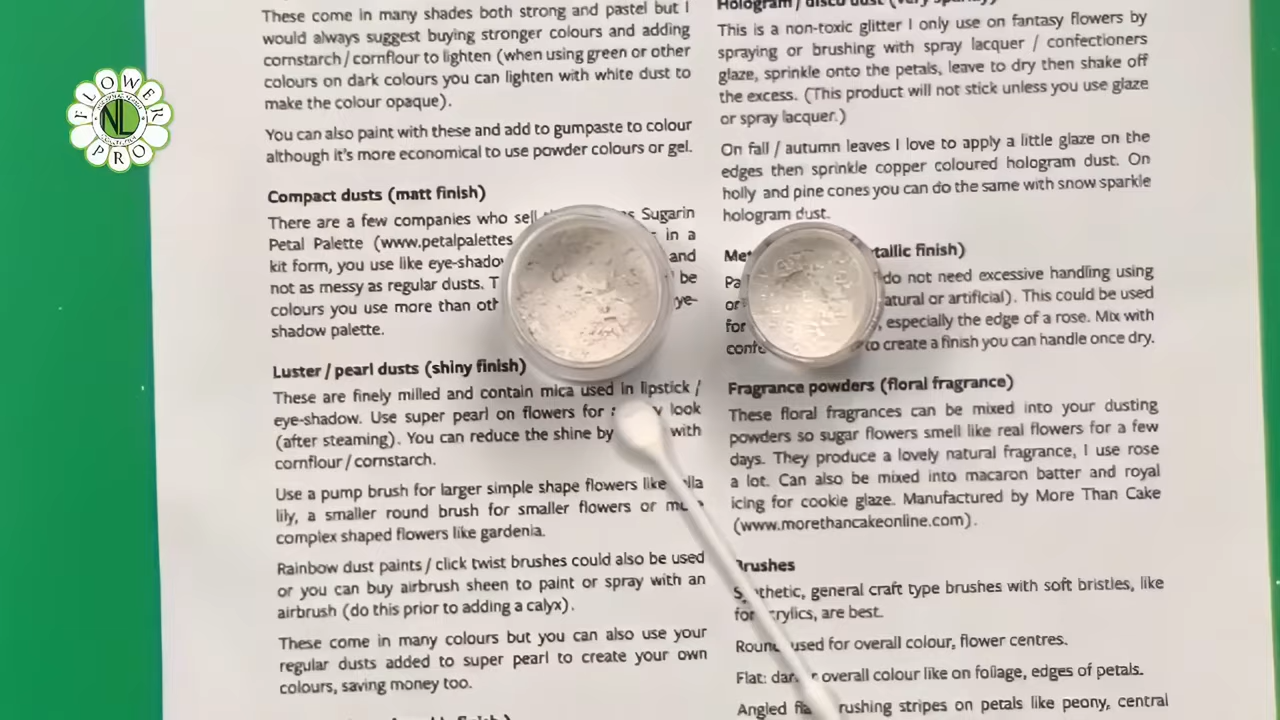 FLOWER
NL
PRO
These come in many shades both strong and pastel but I
would always suggest buying stronger colours and adding
cornstarch / cornflour to lighten (when using green or other
colours on dark colours you can lighten with white dust to
make the colour opaque).
You can also paint with these and add to gumpaste to colour
although it's more economical to use powder colours or gel.
Compact dusts (matt finish)
There are a few companies who sell Sugarin
Petal Palette (www.petalpalettes in a
kit form, you use like eye-shadow and
not as messy as regular dusts. be
colours you use more than eye-
shadow palette.
Luster / pearl dusts (shiny finish)
These are finely milled and contain mica used in lipstick /
eye-shadow. Use super pearl on flowers for look
(after steaming). You can reduce the shine by with
cornflour / cornstarch.
Use a pump brush for larger simple shape flowers like
lily, a smaller round brush for smaller flowers or
complex shaped flowers like gardenia.
Rainbow dust paints / click twist brushes could also be used
or you can buy airbrush sheen to paint or spray with an
airbrush (do this prior to adding a calyx).
These come in many colours but you can also use your
regular dusts added to super pearl to create your own
colours, saving money too.
Hologram / disco dust (very sparkly)
This is a non-toxic glitter I only use on fantasy flowers by
spraying or brushing with spray lacquer / confectioners
glaze, sprinkle onto the petals, leave to dry then shake off
the excess. (This product will not stick unless you use glaze
or spray lacquer.)
On fall / autumn leaves I love to apply a little glaze on the
edges then sprinkle copper coloured hologram dust. On
holly and pine cones you can do the same with snow sparkle
hologram dust.
finish)
do not need excessive handling using
or artificial). This could be used
for especially the edge of a rose. Mix with
to create a finish you can handle once dry.
Fragrance powders (floral fragrance)
These floral fragrances can be mixed into your dusting
powders so sugar flowers smell like real flowers for a few
days. They produce a lovely natural fragrance, I use rose
a lot. Can also be mixed into macaron batter and royal
icing for cookie glaze. Manufactured by More Than Cake
(www.morethancakeonline.com).
Brushes
Synthetic, general craft type brushes with soft bristles, like
for acrylics, are best.
Round: used for overall colour, flower centres.
Flat: overall colour like on foliage, edges of petals.
Angled stripes on petals like peony, central